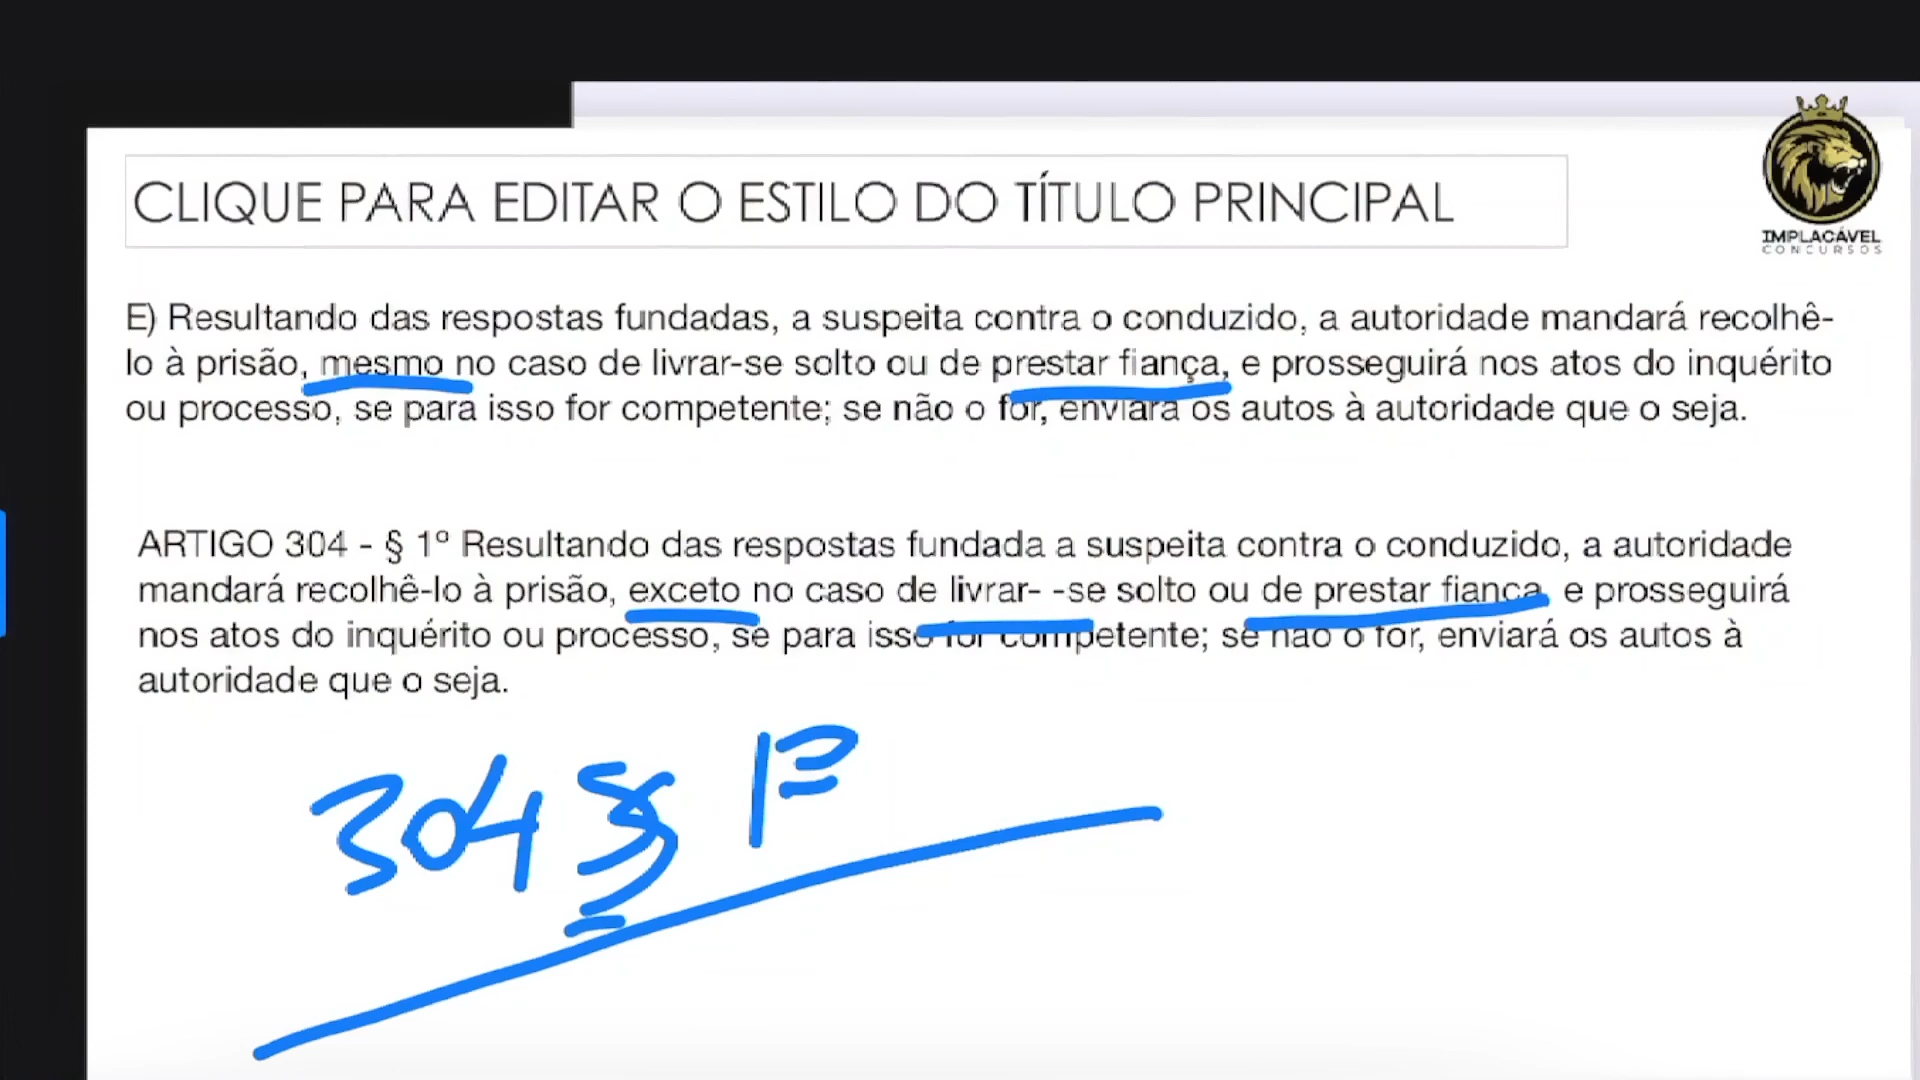 CLIQUE PARA EDITAR O ESTILO DO TÍTULO PRINCIPAL
IMPLACÁVEL
CONCURSOS
E) Resultando das respostas fundadas, a suspeita contra o conduzido, a autoridade mandará recolhê-
lo à prisão, mesmo no caso de livrar-se solto ou de prestar fiança, e prosseguirá nos atos do inquérito
ou processo, se para isso for competente; se não o for, enviará os autos à autoridade que o seja.
ARTIGO 304 - § 1º Resultando das respostas fundada a suspeita contra o conduzido, a autoridade
mandará recolhê-lo à prisão, exceto no caso de livrar- -se solto ou de prestar fiança, e prosseguirá
nos atos do inquérito ou processo, se para isso for competente; se não o for, enviará os autos à
autoridade que o seja.
304 § 1º